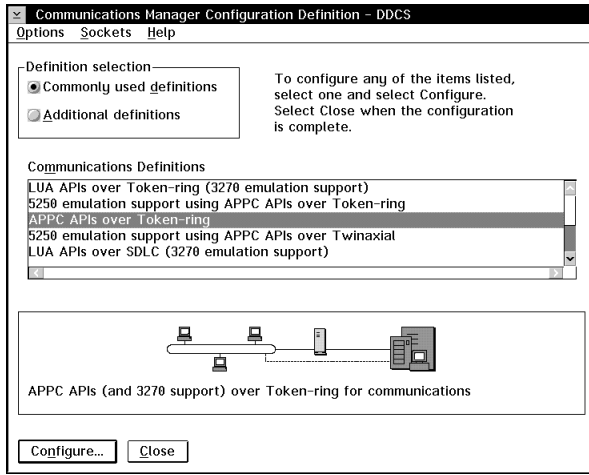 Communications Manager Configuration Definition - DDCS
Options Sockets Help
Definition selection
Commonly used definitions
Additional definitions
To configure any of the items listed,
select one and select Configure.
Select Close when the configuration
is complete.
Communications Definitions
LUA APIs over Token-ring (3270 emulation support)
5250 emulation support using APPC APIs over Token-ring
APPC APIs over Token-ring
5250 emulation support using APPC APIs over Twinaxial
LUA APIs over SDLC (3270 emulation support)
APPC APIs (and 3270 support) over Token-ring for communications
Configure... Close